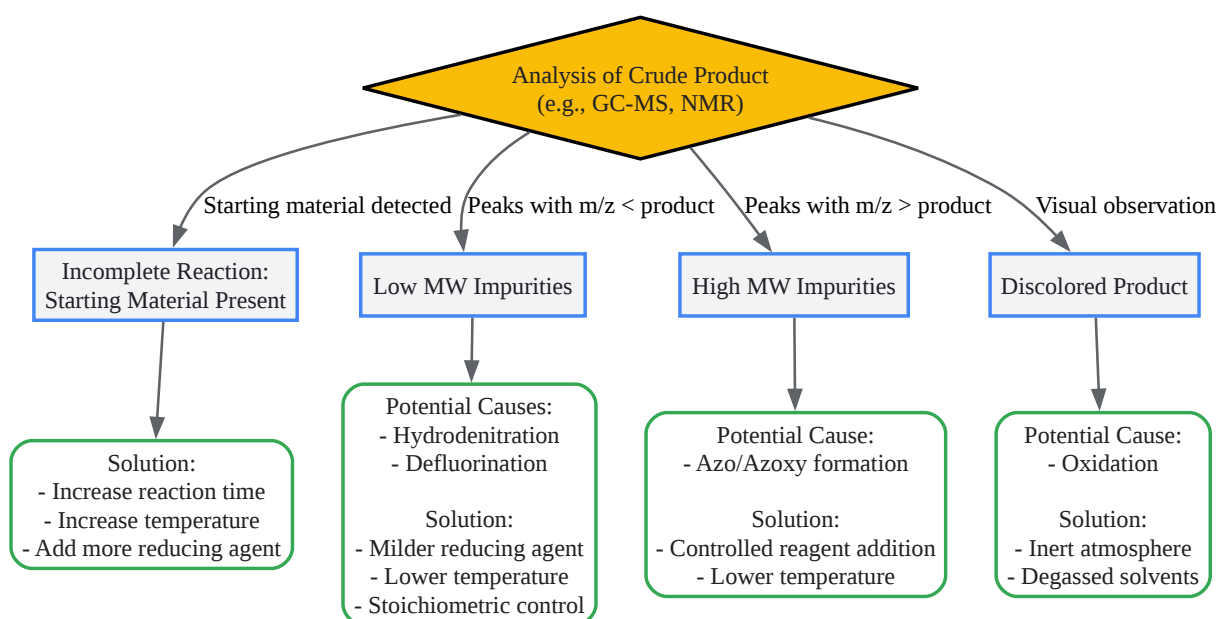 Analysis of Crude Product
(e.g., GC-MS, NMR)
Starting material detected
Peaks with m/z < product
Peaks with m/z > product
Visual observation
Incomplete Reaction:
Starting Material Present
Low MW Impurities
High MW Impurities
Discolored Product
Solution:
- Increase reaction time
- Increase temperature
- Add more reducing agent
Potential Causes:
- Hydrodenitration
- Defluorination
Solution:
- Milder reducing agent
- Lower temperature
- Stoichiometric control
Potential Cause:
- Azo/Azoxy formation
Solution:
- Controlled reagent addition
- Lower temperature
Potential Cause:
- Oxidation
Solution:
- Inert atmosphere
- Degassed solvents